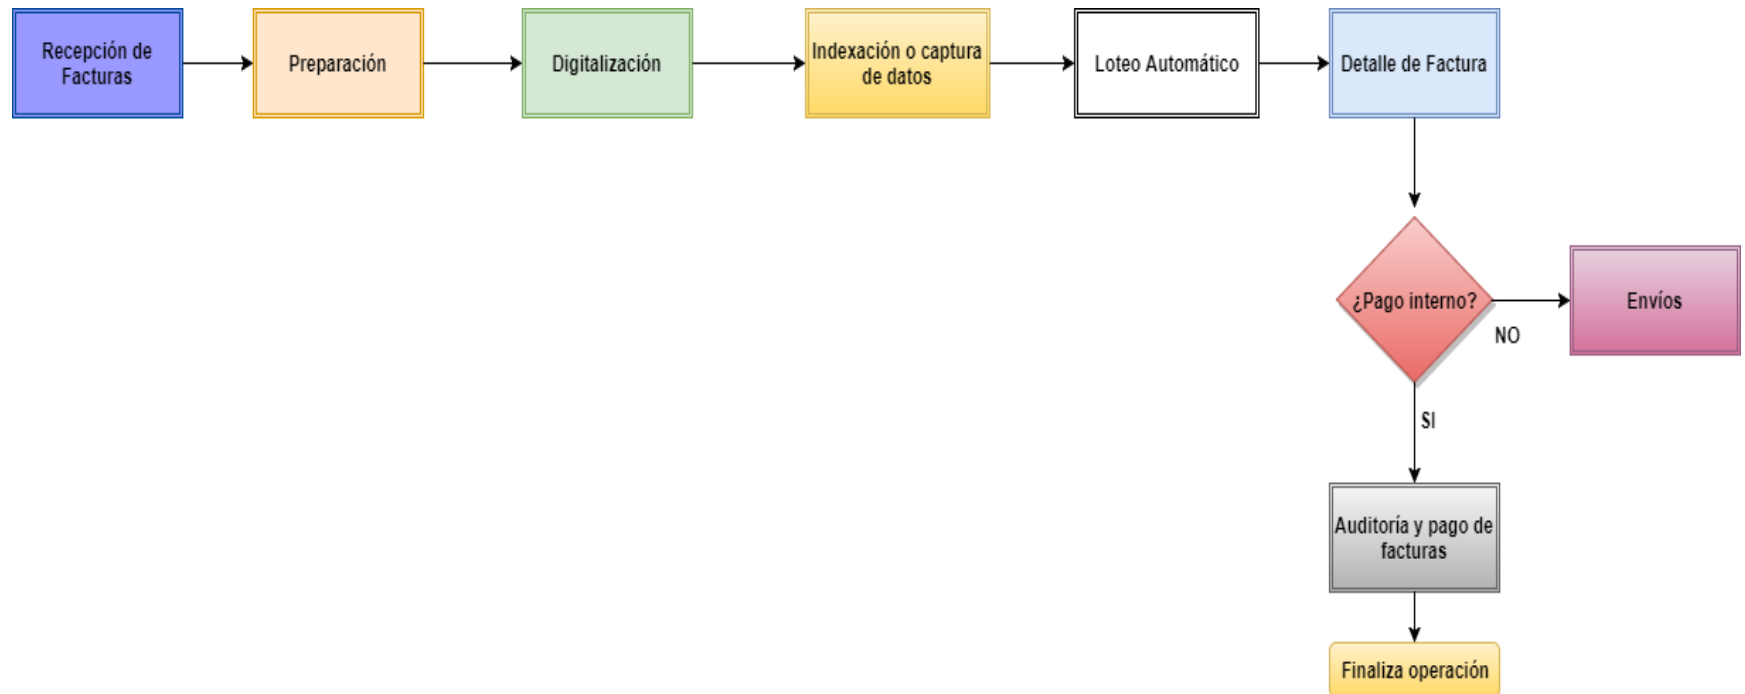 Recepción de
Facturas
Preparación
Digitalización
Indexación o captura
de datos
Loteo Automático
Detalle de Factura
¿Pago interno?
NO
Envíos
SI
Auditoría y pago de
facturas
Finaliza operación